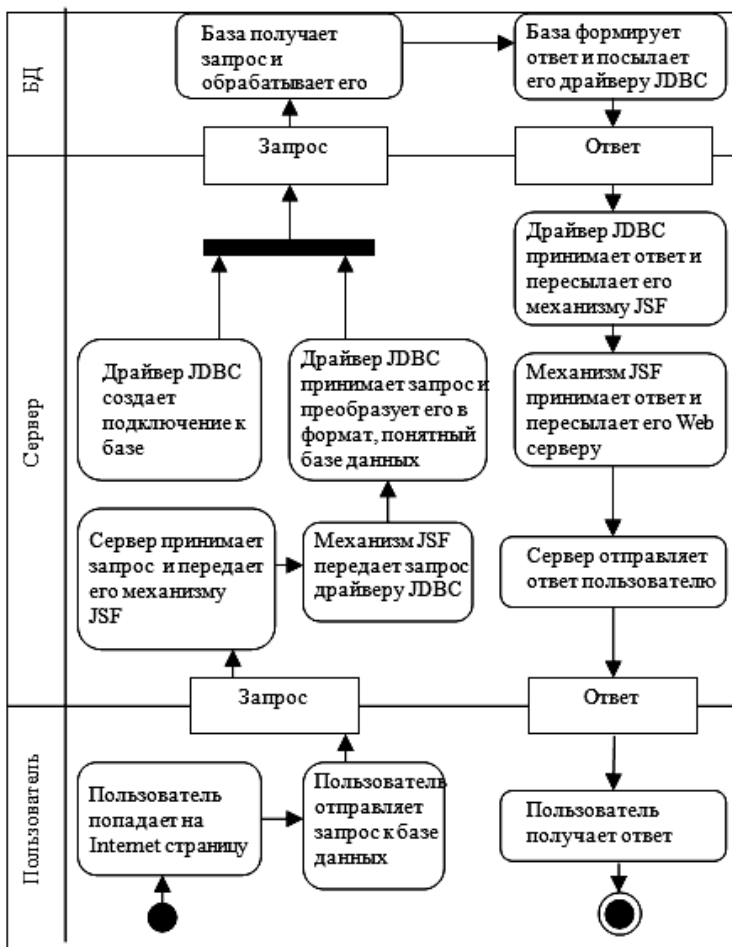 БД
База получает
запрос и
обрабатывает его
База формирует
ответ и посылает
его драйверу JDBC
Запрос
Ответ
Сервер
Драйвер JDBC
принимает ответ и
пересылает его
механизму JSF
Драйвер JDBC
создает
подключение к
базе
Драйвер JDBC
принимает запрос и
преобразует его в
формат, понятный
базе данных
Механизм JSF
принимает ответ и
пересылает его Web
серверу
Сервер принимает
запрос и передает
его механизму
JSF
Механизм JSF
передает запрос
драйверу JDBC
Сервер отправляет
ответ пользователю
Запрос
Ответ
Пользователь
Пользователь
попадает на
Internet страницу
Пользователь
отправляет
запрос к базе
данных
Пользователь
получает ответ